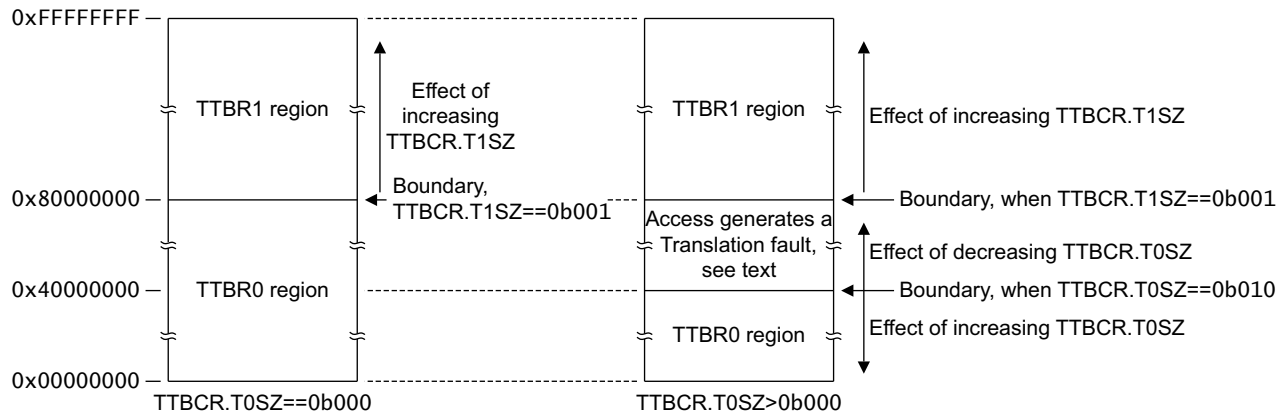 0xFFFFFFFF
TTBR1 region
Effect of
increasing
TTBCR.T1SZ
TTBR1 region
Effect of increasing TTBCR.T1SZ
0x80000000
Boundary,
TTBCR.T1SZ==0b001
Boundary, when TTBCR.T1SZ==0b001
Access generates a
Translation fault,
see text
Effect of decreasing TTBCR.T0SZ
0x40000000
TTBR0 region
Boundary, when TTBCR.T0SZ==0b010
TTBR0 region
Effect of increasing TTBCR.T0SZ
0x00000000
TTBCR.T0SZ==0b000
TTBCR.T0SZ>0b000